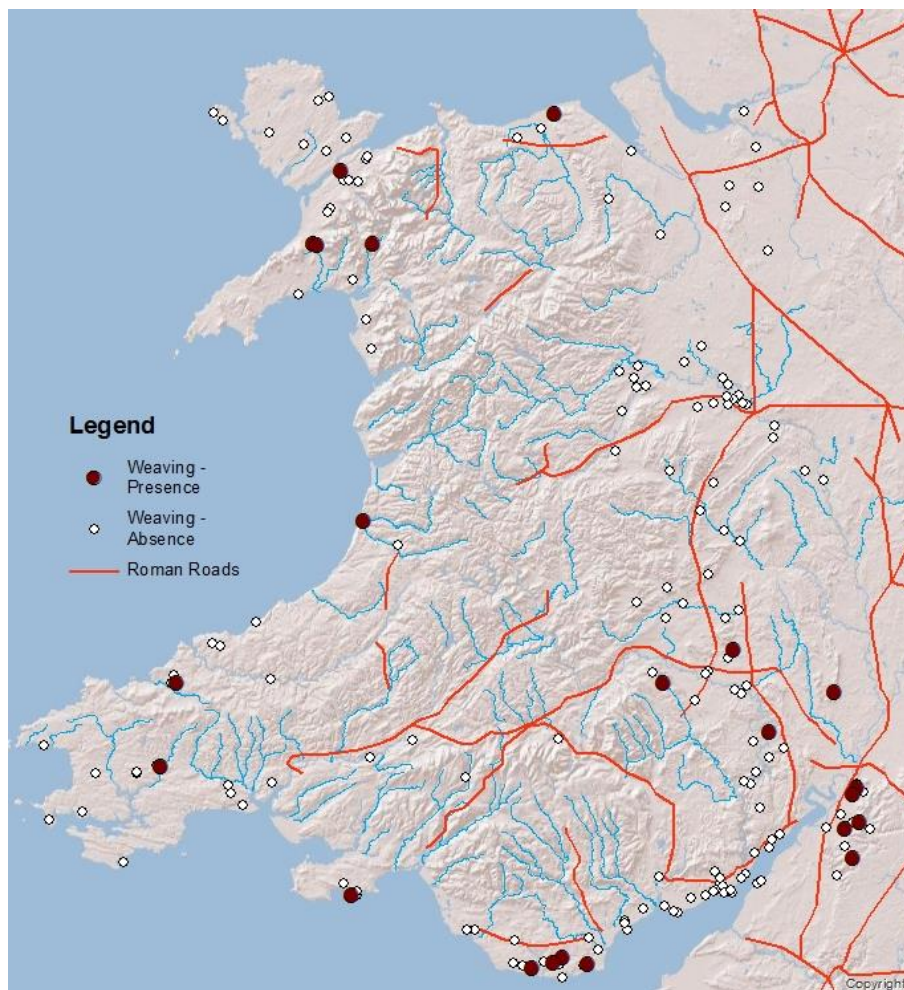 Legend
Weaving -
Presence
Weaving -
Absence
Roman Roads
Copyright